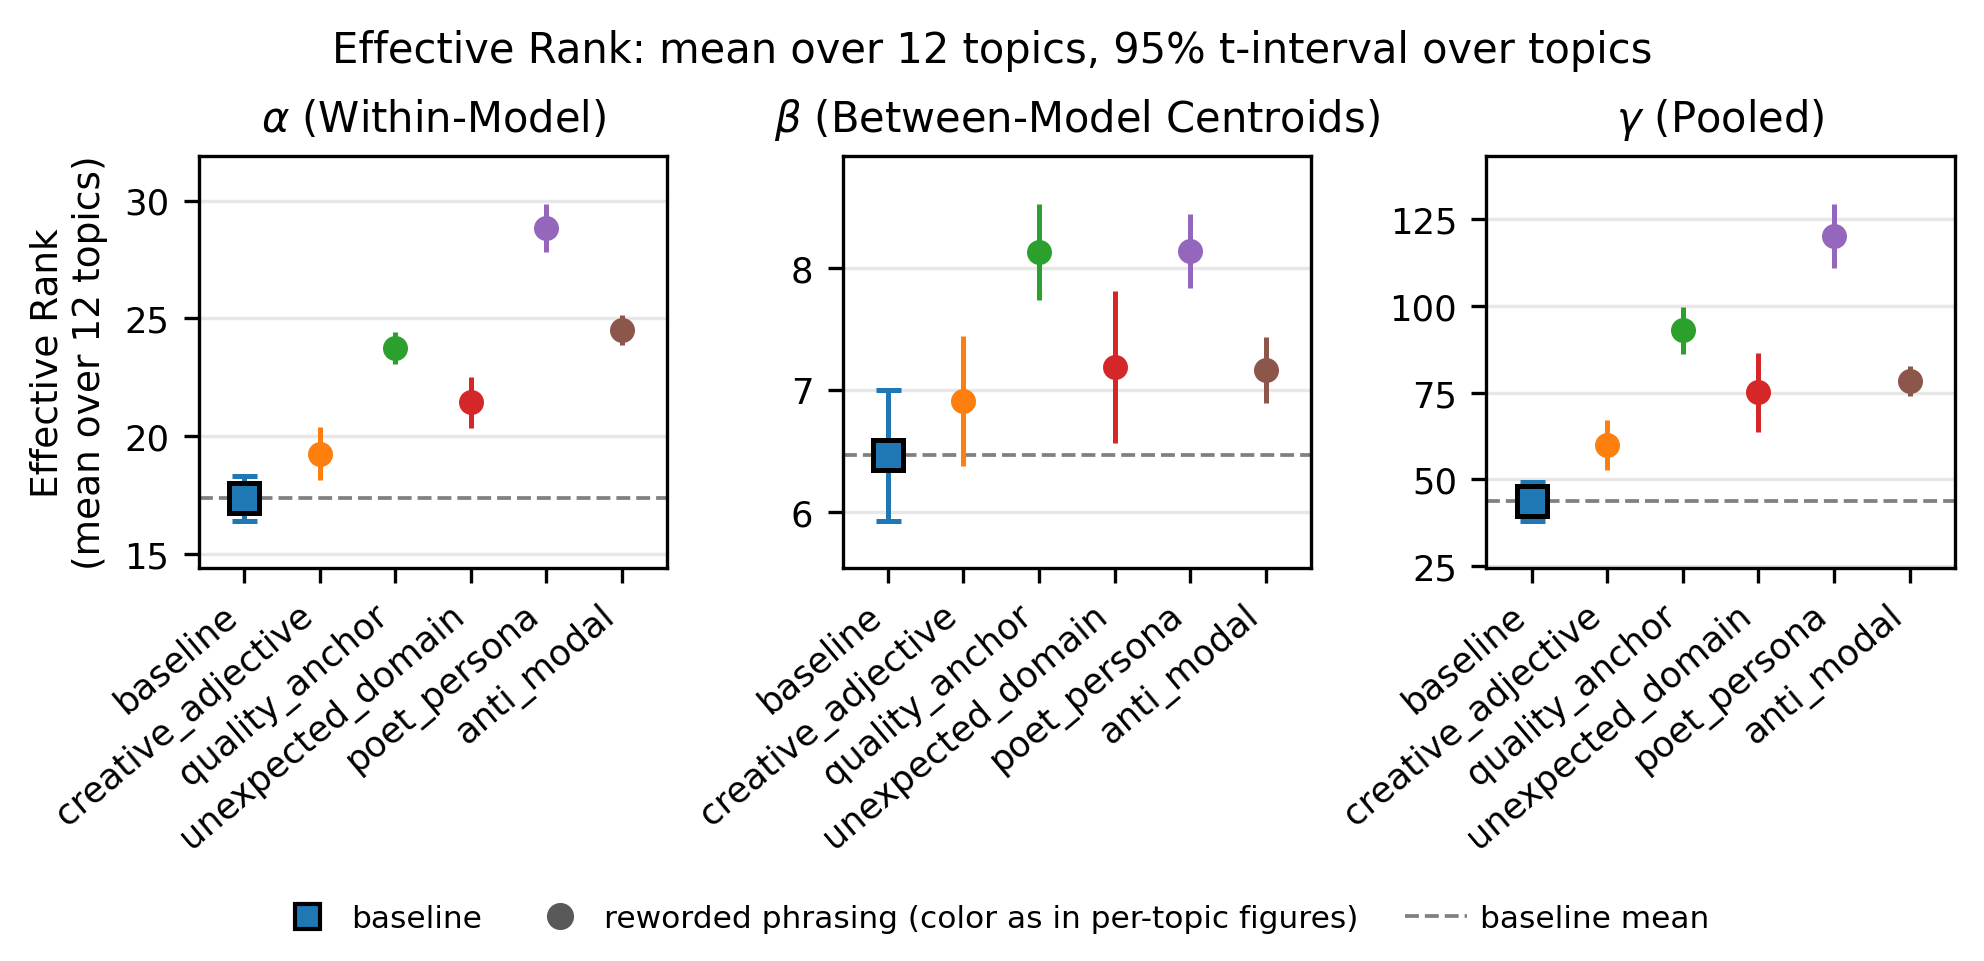 Effective Rank: mean over 12 topics, 95% t-interval over topics
α (Within-Model)
β (Between-Model Centroids)
γ (Pooled)
Effective Rank
(mean over 12 topics)
30
25
20
15
8
7
6
125
100
75
50
25
baseline
creative_adjective
quality_anchor
unexpected_domain
poet_persona
anti_modal
baseline
creative_adjective
quality_anchor
unexpected_domain
poet_persona
anti_modal
baseline
creative_adjective
quality_anchor
unexpected_domain
poet_persona
anti_modal
baseline
reworded phrasing (color as in per-topic figures)
baseline mean